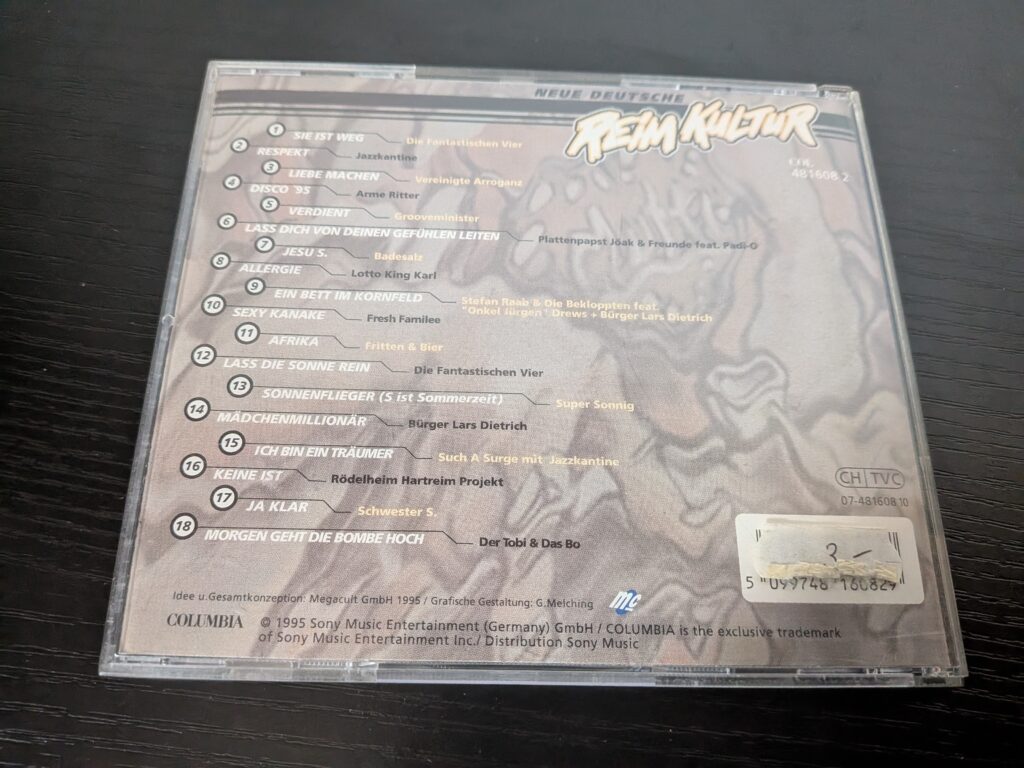 NEUE DEUTSCHE
REIM KULTUR
COL
481608 2
1 SIE IST WEG Die Fantastischen Vier
2 RESPEKT Jazzkantine
3 LIEBE MACHEN Vereinigte Arroganz
4 DISCO '95 Arme Ritter
5 VERDIENT Grooveminister
6 LASS DICH VON DEINEN GEFÜHLEN LEITEN Plattenpapst Jöak & Freunde feat. Padi-O
7 JESU S. Badesalz
8 ALLERGIE Lotto King Karl
9 EIN BETT IM KORNFELD Stefan Raab & Die Bekloppten feat.
"Onkel Jürgen" Drews + Bürger Lars Dietrich
10 SEXY KANAKE Fresh Familee
11 AFRIKA Fritten & Bier
12 LASS DIE SONNE REIN Die Fantastischen Vier
13 SONNENFLIEGER (S ist Sommerzeit) Super Sonnig
14 MÄDCHENMILLIONÄR Bürger Lars Dietrich
15 ICH BIN EIN TRÄUMER Such A Surge mit Jazzkantine
16 KEINE IST Rödelheim Hartreim Projekt
17 JA KLAR Schwester S.
18 MORGEN GEHT DIE BOMBE HOCH Der Tobi & Das Bo
CH TVC
07-481608 10
3 –
5 099748 160829
Idee u.Gesamtkonzeption: Megacult GmbH 1995 / Grafische Gestaltung: G.Melching
Mc
COLUMBIA © 1995 Sony Music Entertainment (Germany) GmbH / COLUMBIA is the exclusive trademark
of Sony Music Entertainment Inc./ Distribution Sony Music